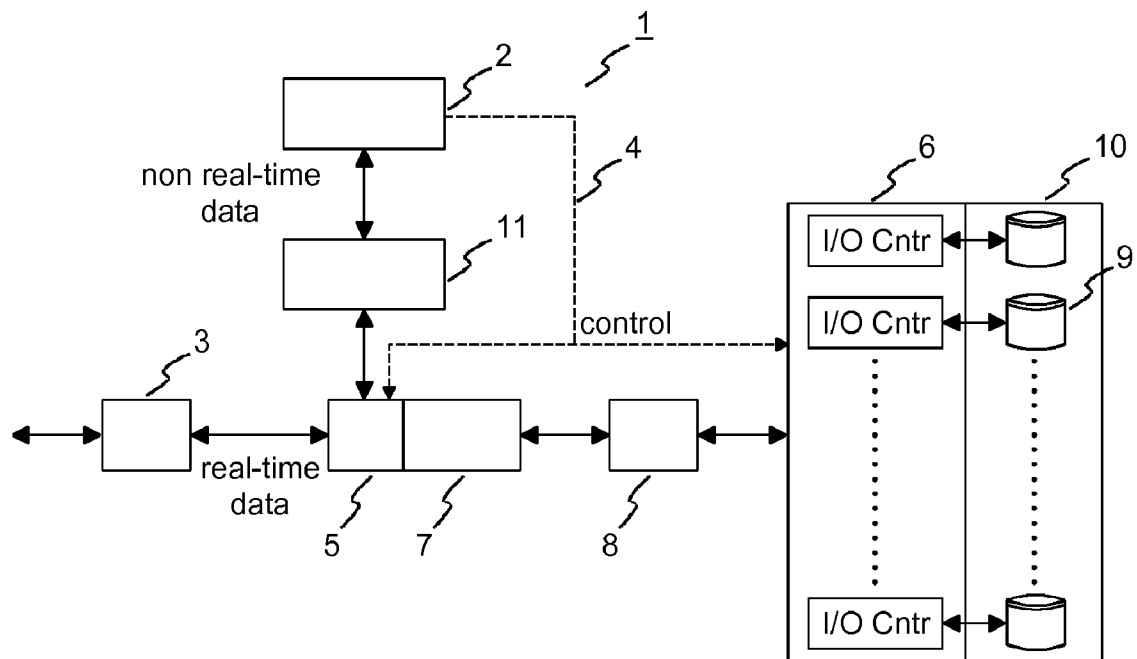 1
2
non real-time
data
4
6
10
11
I/O Cntr
9
I/O Cntr
control
3
real-time
data
5
7
8
I/O Cntr